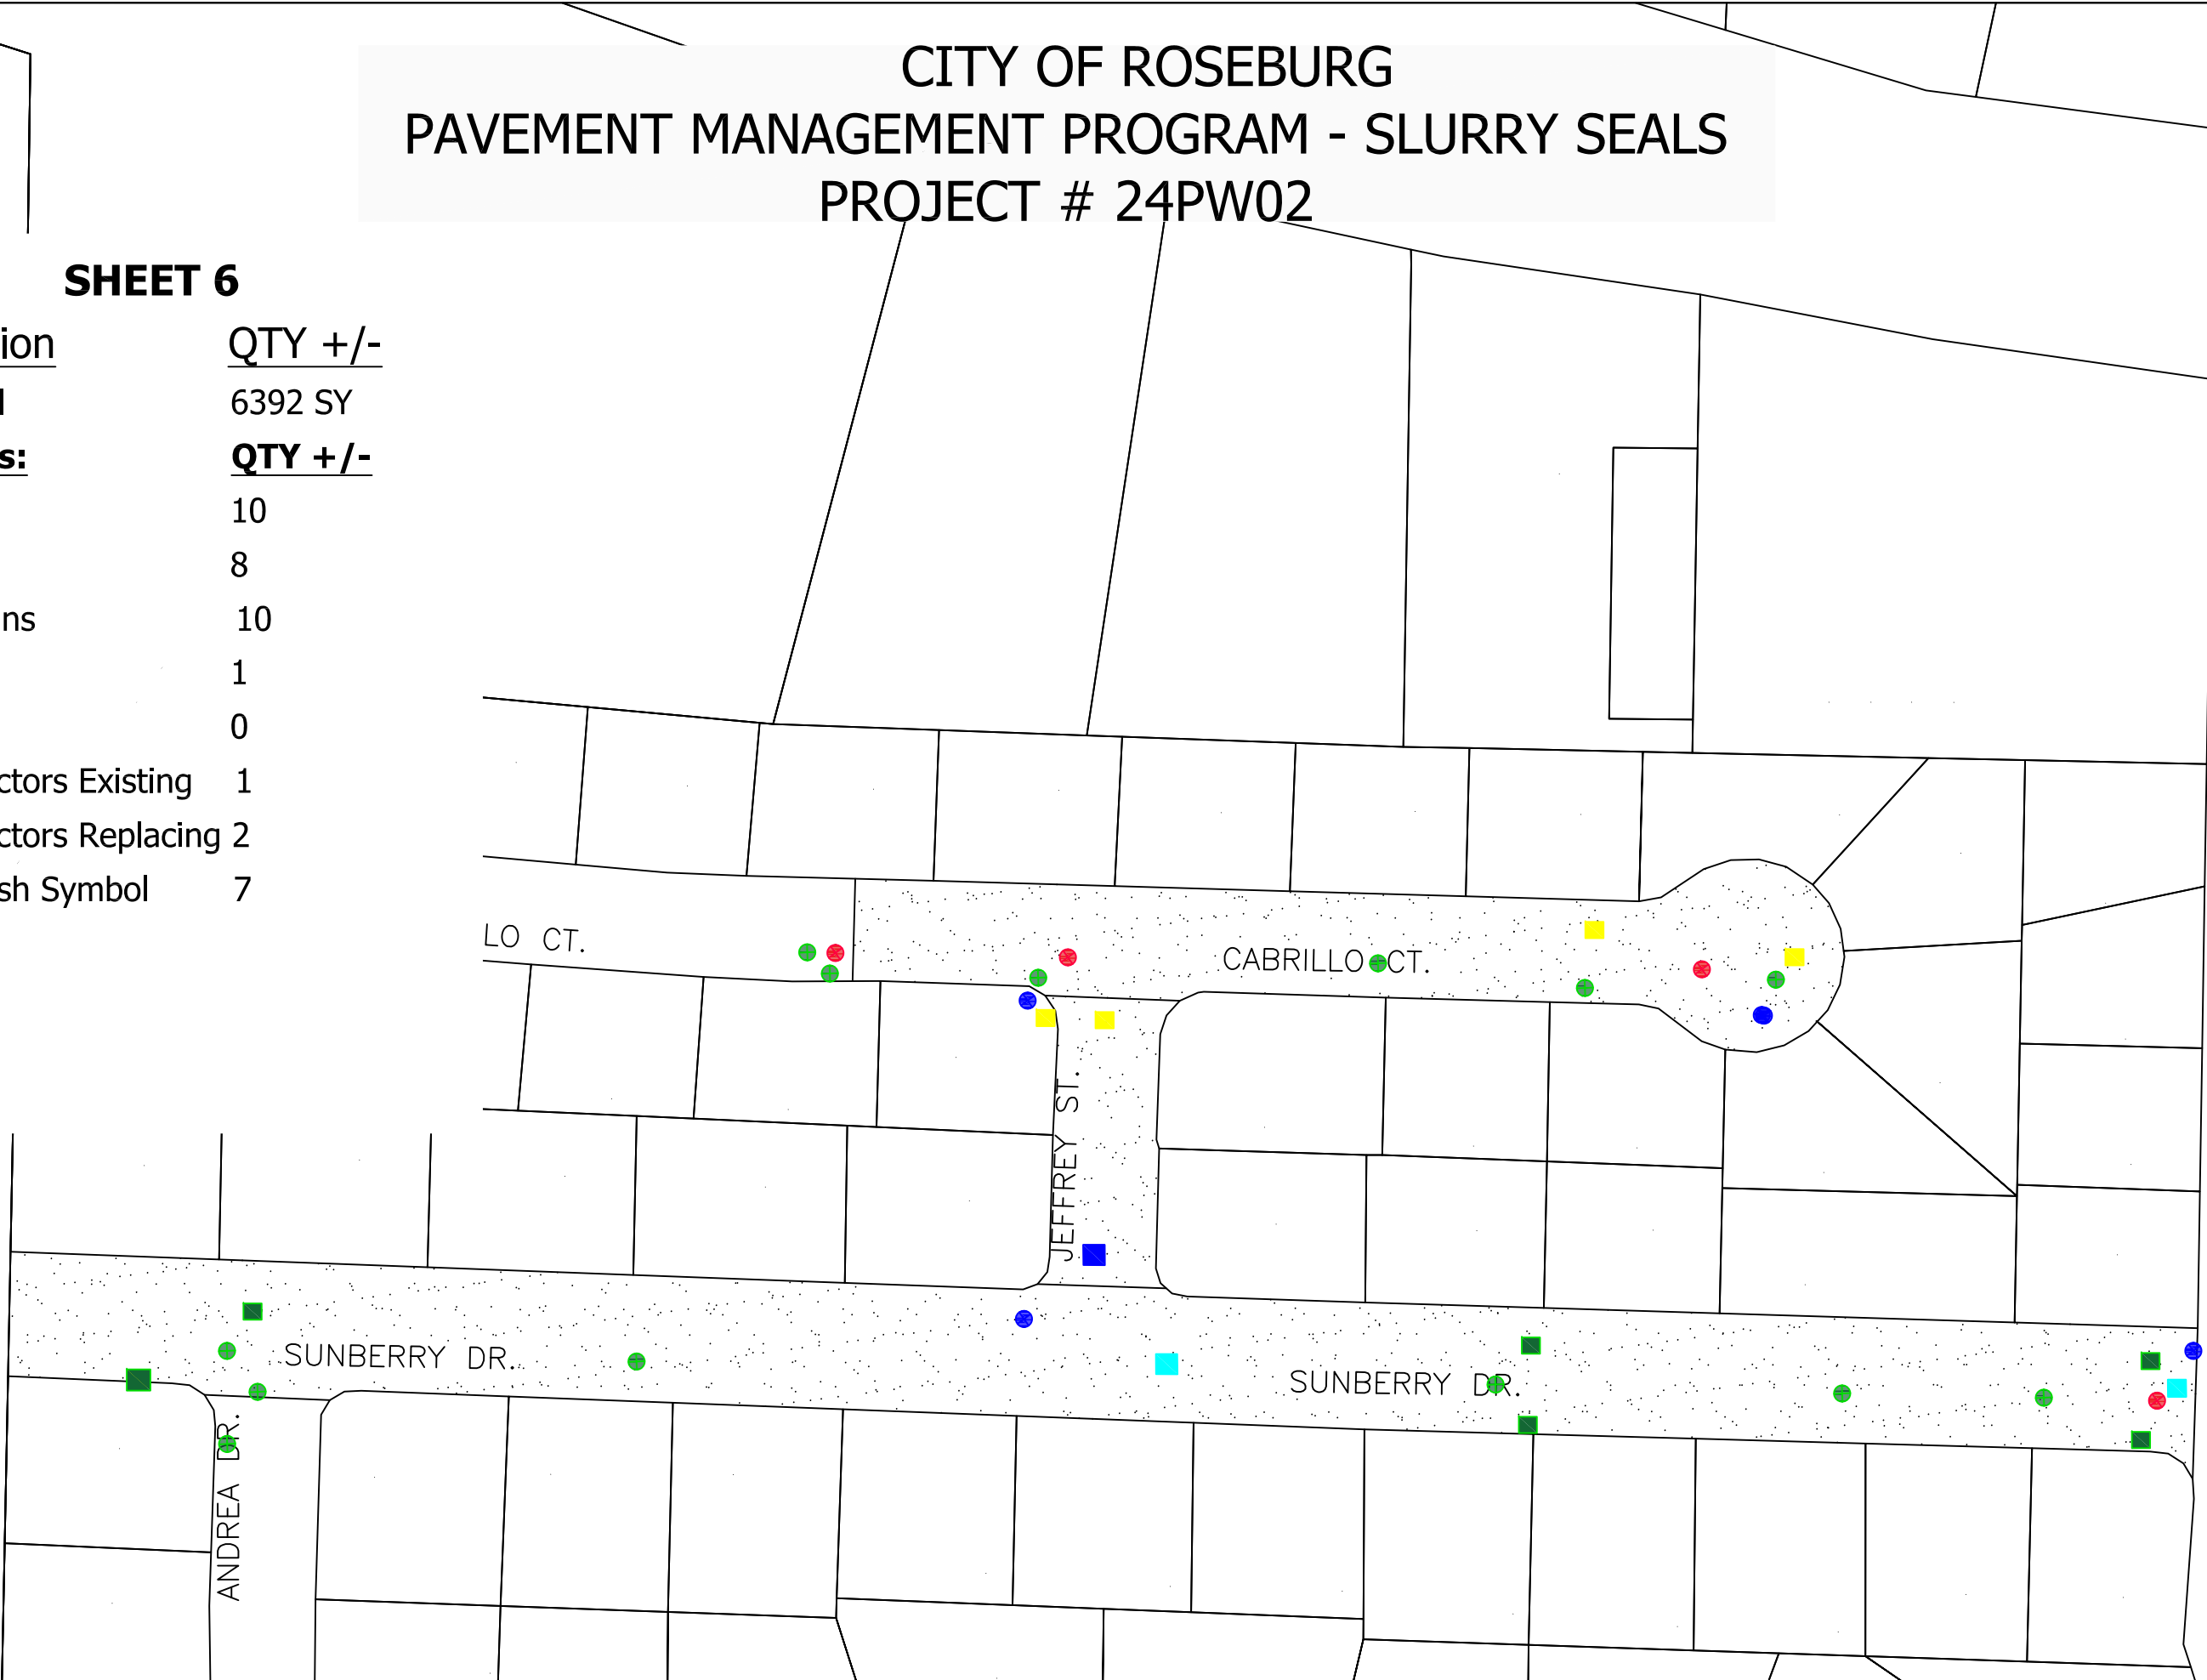 CITY OF ROSEBURG
PAVEMENT MANAGEMENT PROGRAM - SLURRY SEALS
PROJECT # 24PW02
SHEET 6
ion QTY +/-
l 6392 SY
s: QTY +/-
10
8
ns 10
1
0
ctors Existing 1
ctors Replacing 2
sh Symbol 7
LO CT.
CABRILLO CT.
JEFFREY ST.
SUNBERRY DR.
SUNBERRY DR.
ANDREA DR.